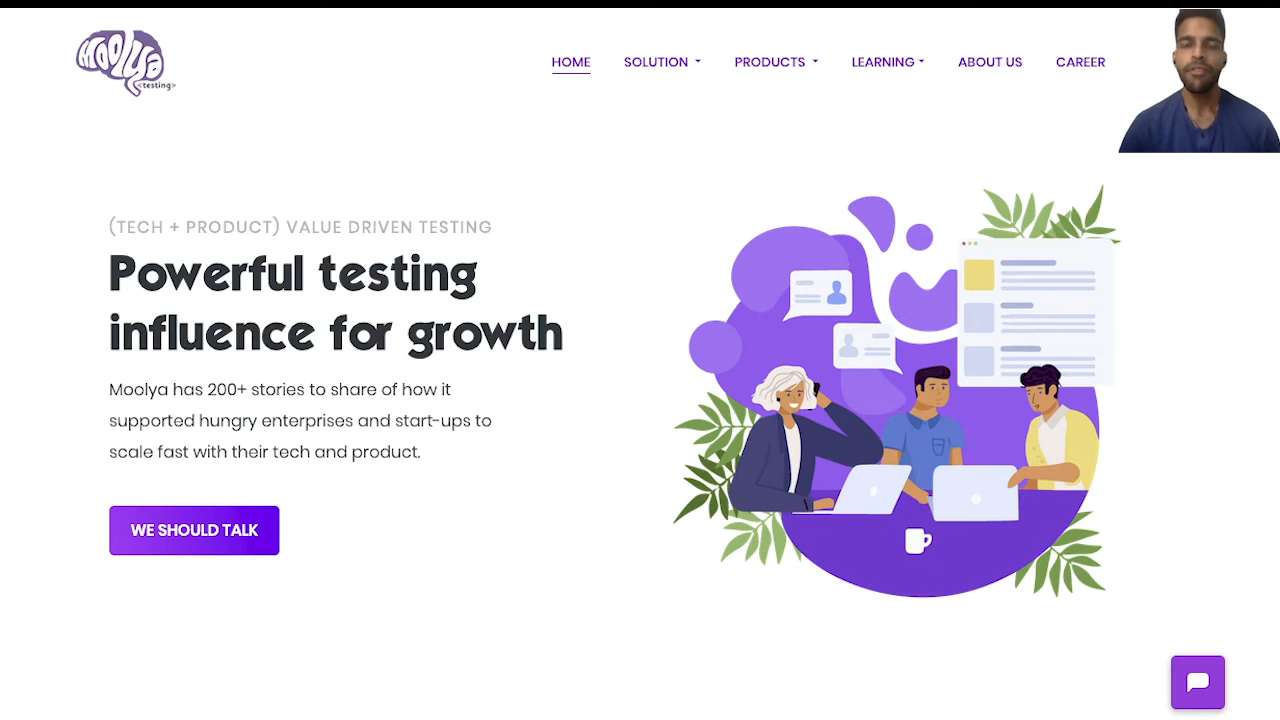 Moolya
<testing>
HOME
SOLUTION
PRODUCTS
LEARNING
ABOUT US
CAREER
(TECH + PRODUCT) VALUE DRIVEN TESTING
Powerful testing
influence for growth
Moolya has 200+ stories to share of how it
supported hungry enterprises and start-ups to
scale fast with their tech and product.
WE SHOULD TALK